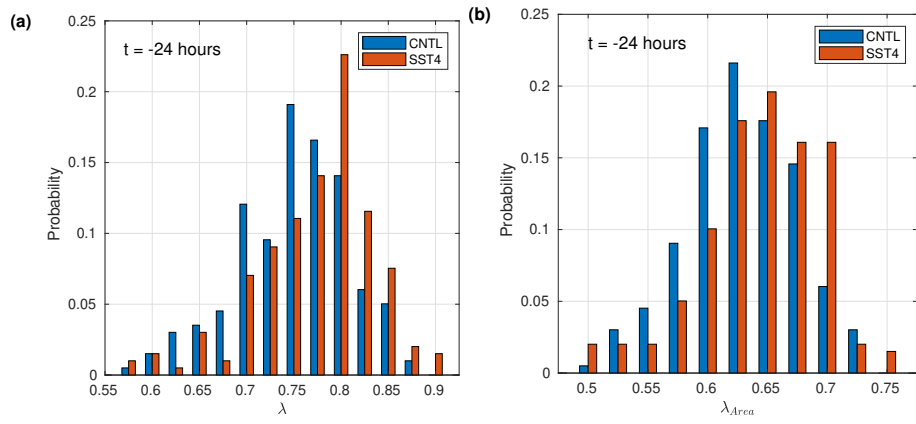 (a)
t = -24 hours
CNTL
SST4
Probability
0.25
0.2
0.15
0.1
0.05
0
0.55 0.6 0.65 0.7 0.75 0.8 0.85 0.9
λ
(b)
t = -24 hours
CNTL
SST4
Probability
0.25
0.2
0.15
0.1
0.05
0
0.5 0.55 0.6 0.65 0.7 0.75
λArea